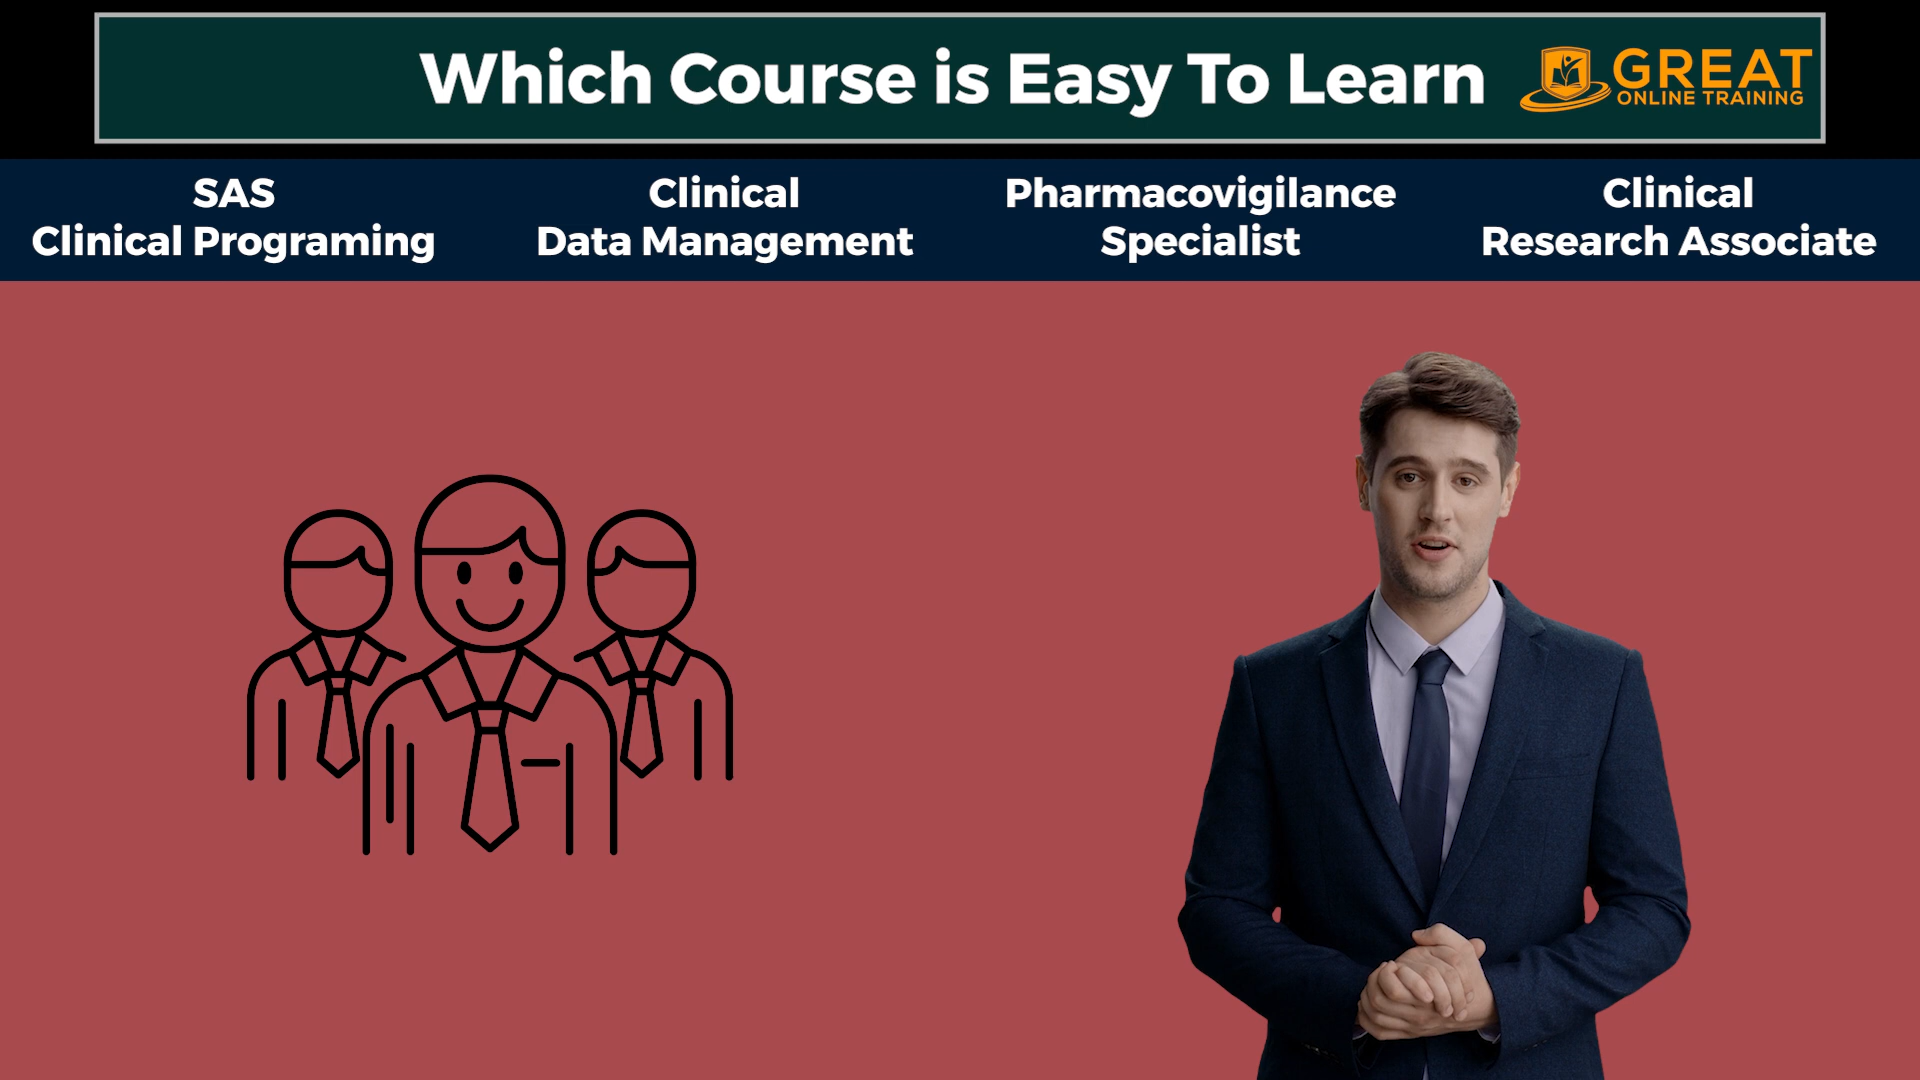 Which Course is Easy To Learn
GREAT
ONLINE TRAINING
SAS
Clinical Programing
Clinical
Data Management
Pharmacovigilance
Specialist
Clinical
Research Associate